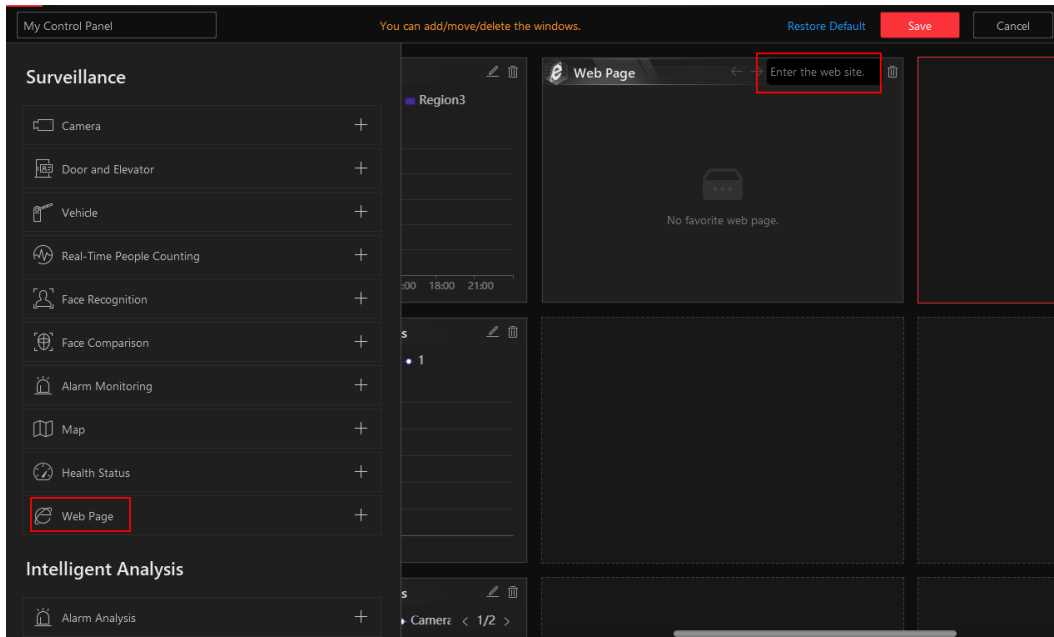 My Control Panel
You can add/move/delete the windows.
Restore Default
Save
Cancel
Surveillance
Camera
Door and Elevator
Vehicle
Real-Time People Counting
Face Recognition
Face Comparison
Alarm Monitoring
Map
Health Status
Web Page
Intelligent Analysis
Alarm Analysis
Region3
:00 18:00 21:00
s
1
s
Camera < 1/2 >
Web Page
Enter the web site.
No favorite web page.